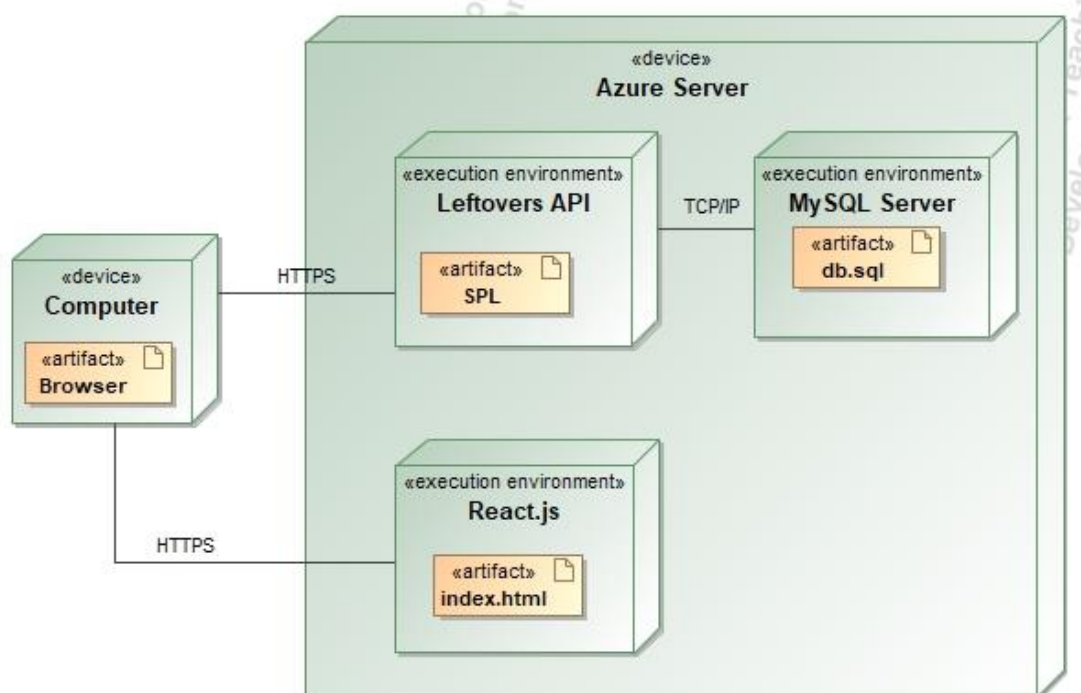 «device»
Azure Server
«execution environment»
Leftovers API
«artifact»
SPL
TCP/IP
«execution environment»
MySQL Server
«artifact»
db.sql
«device»
Computer
«artifact»
Browser
HTTPS
HTTPS
«execution environment»
React.js
«artifact»
index.html